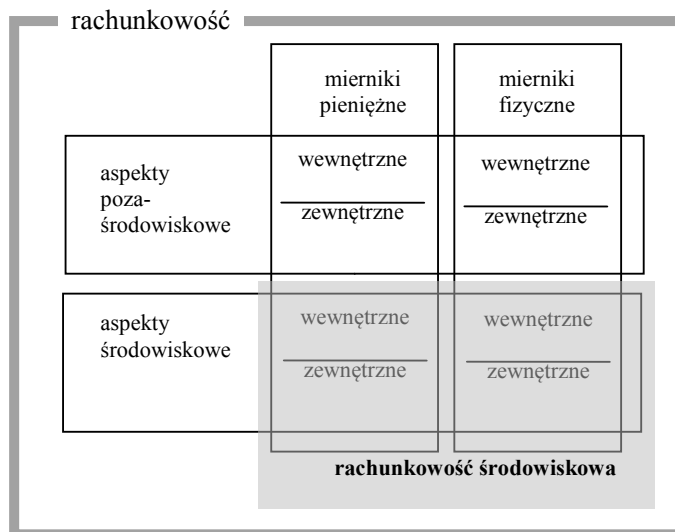 rachunkowość
mierniki
pieniężne
mierniki
fizyczne
aspekty
poza-
środowiskowe
wewnętrzne
zewnętrzne
wewnętrzne
zewnętrzne
aspekty
środowiskowe
wewnętrzne
zewnętrzne
wewnętrzne
zewnętrzne
rachunkowość środowiskowa